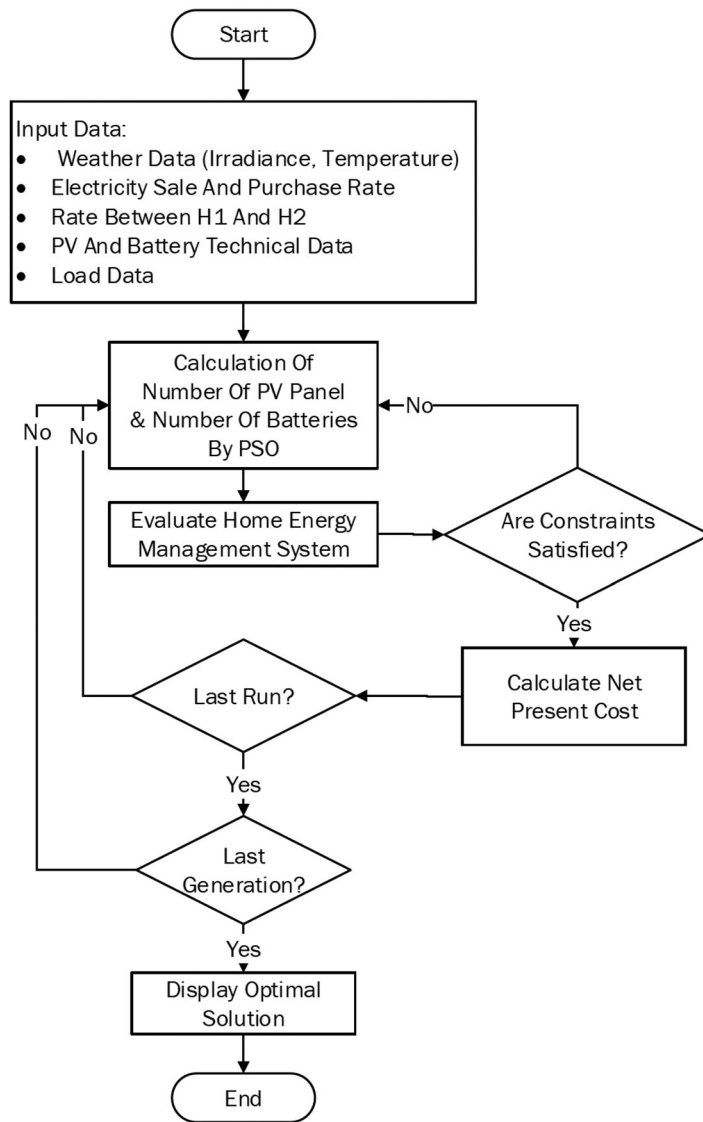 Start
Input Data:
• Weather Data (Irradiance, Temperature)
• Electricity Sale And Purchase Rate
• Rate Between H1 And H2
• PV And Battery Technical Data
• Load Data
Calculation Of
Number Of PV Panel
& Number Of Batteries
By PSO
No
No
No
Evaluate Home Energy
Management System
Are Constraints
Satisfied?
Yes
Calculate Net
Present Cost
Last Run?
Yes
Last
Generation?
Yes
Display Optimal
Solution
End